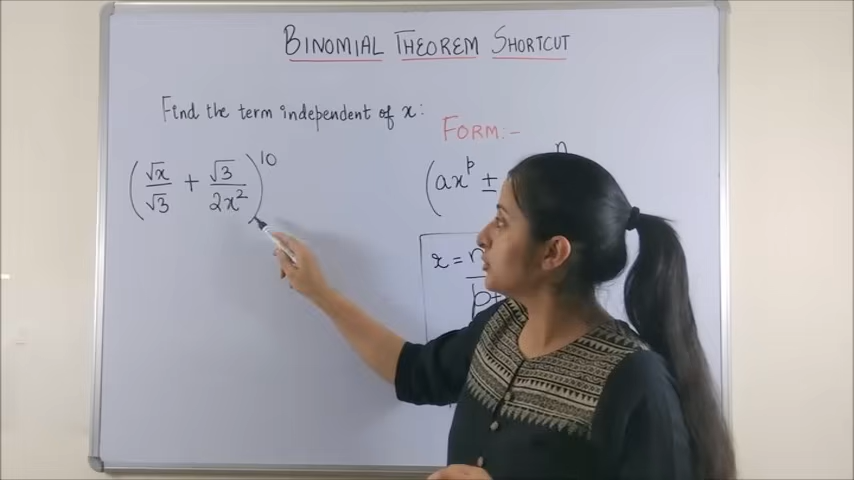 BINOMIAL THEOREM SHORTCUT
Find the term independent of x:
FORM:-
(√x/√3 + √3/2x²)¹⁰
(ax^p ±
n
r = n
p+